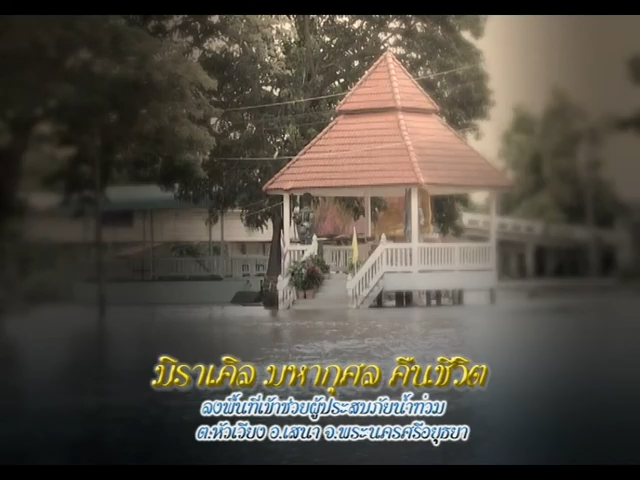 มิราเคิล มหากุศล คืนชีวิต
ลงพื้นที่เข้าช่วยผู้ประสบภัยน้ำท่วม
ต.หัวเวียง อ.เสนา จ.พระนครศรีอยุธยา